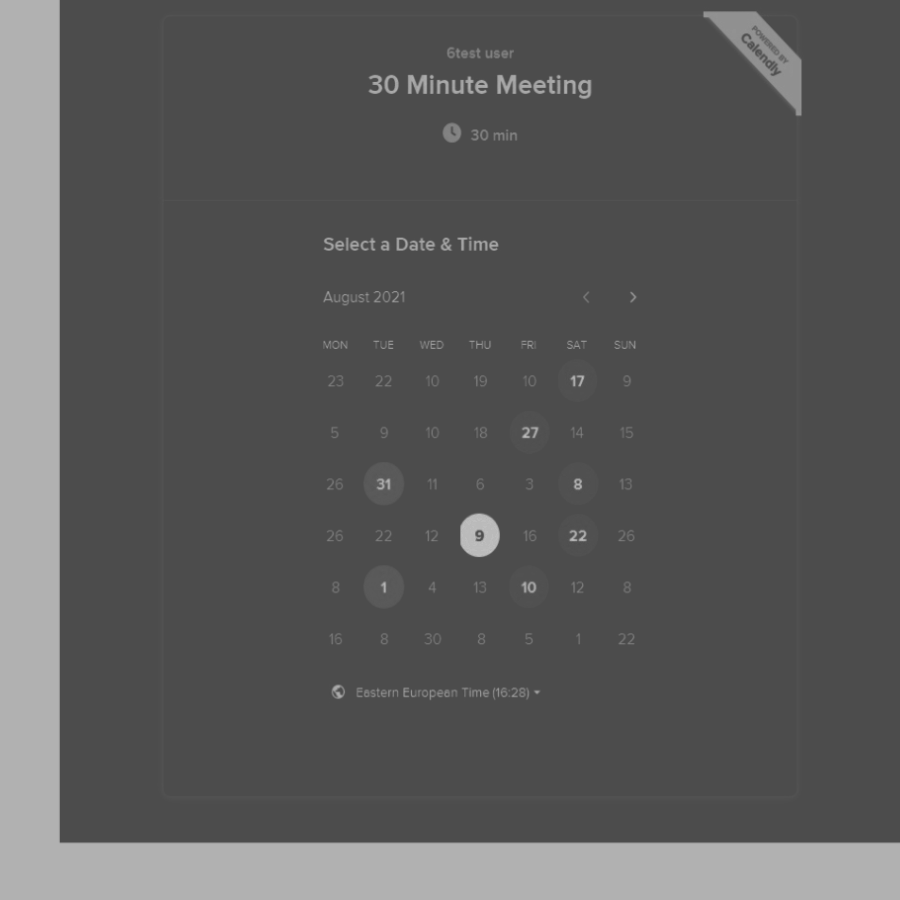 POWERED BY
Calendly
6test user
30 Minute Meeting
30 min
Select a Date & Time
August 2021
MON TUE WED THU FRI SAT SUN
23 22 10 19 10 17 9
5 9 10 18 27 14 15
26 31 11 6 3 8 13
26 22 12 9 16 22 26
8 1 4 13 10 12 8
16 8 30 8 5 1 22
Eastern European Time (16:28)